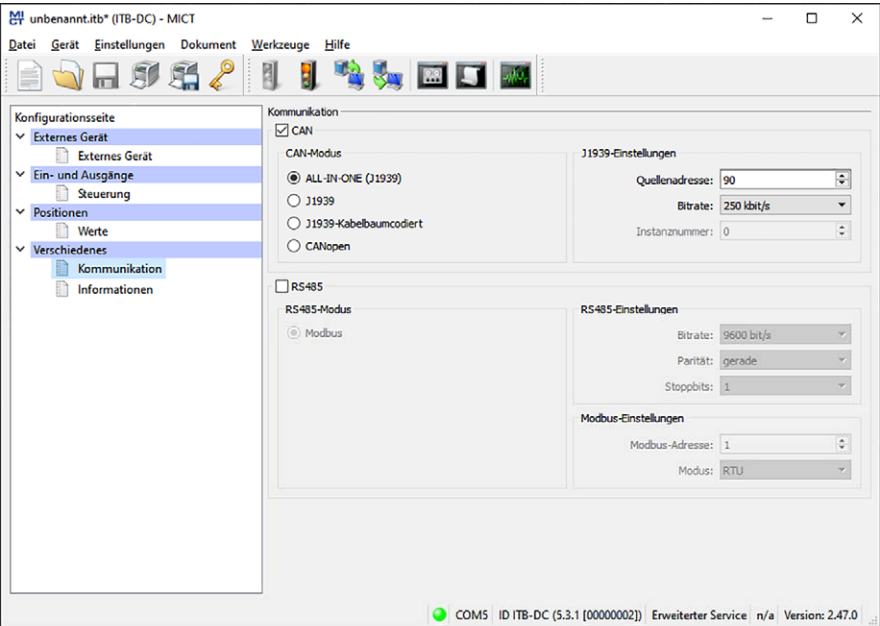 unbenannt.itb* (ITB-DC) - MICT
Datei Gerät Einstellungen Dokument Werkzeuge Hilfe
Konfigurationsseite
Externes Gerät
Externes Gerät
Ein- und Ausgänge
Steuerung
Positionen
Werte
Verschiedenes
Kommunikation
Informationen
Kommunikation
CAN
CAN-Modus
ALL-IN-ONE (J1939)
J1939
J1939-Kabelbaumcodiert
CANopen
J1939-Einstellungen
Quellenadresse: 90
Bitrate: 250 kbit/s
Instanznummer: 0
RS485
RS485-Modus
Modbus
RS485-Einstellungen
Bitrate: 9600 bit/s
Parität: gerade
Stoppbits: 1
Modbus-Einstellungen
Modbus-Adresse: 1
Modus: RTU
COM5 ID ITB-DC (5.3.1 [00000002]) Erweiterter Service n/a Version: 2.47.0